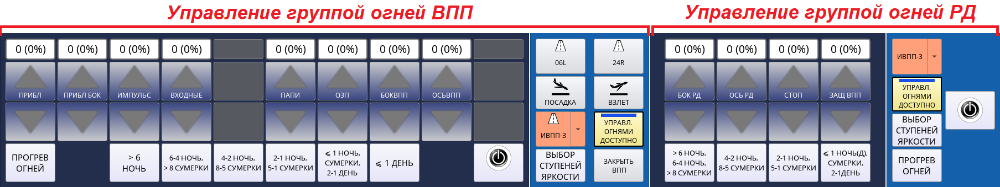 Управление группой огней ВПП
Управление группой огней РД
0 (0%) 0 (0%) 0 (0%) 0 (0%) 0 (0%) 0 (0%) 0 (0%) 0 (0%)
ПРИБЛ ПРИБЛ БОК ИМПУЛЬС ВХОДНЫЕ ПАПИ ОЗП БОКВПП ОСЬВПП
ПРОГРЕВ
ОГНЕЙ
> 6
НОЧЬ
6-4 НОЧЬ,
> 8 СУМЕРКИ
4-2 НОЧЬ,
8-5 СУМЕРКИ
2-1 НОЧЬ,
5-1 СУМЕРКИ
⩽ 1 НОЧЬ,
СУМЕРКИ,
2-1 ДЕНЬ
⩽ 1 ДЕНЬ
06L
24R
ПОСАДКА
ВЗЛЕТ
ИВПП-3
УПРАВЛ.
ОГНЯМИ
ДОСТУПНО
ВЫБОР
СТУПЕНЕЙ
ЯРКОСТИ
ЗАКРЫТЬ
ВПП
0 (0%) 0 (0%) 0 (0%) 0 (0%)
БОК РД ОСЬ РД СТОП ЗАЩ ВПП
> 6 НОЧЬ,
6-4 НОЧЬ,
> 8 СУМЕРКИ
4-2 НОЧЬ,
8-5 СУМЕРКИ
2-1 НОЧЬ,
5-1 СУМЕРКИ
⩽ 1 НОЧЬ(Д),
СУМЕРКИ,
2-1ДЕНЬ
ИВПП-3
УПРАВЛ.
ОГНЯМИ
ДОСТУПНО
ВЫБОР
СТУПЕНЕЙ
ЯРКОСТИ
ПРОГРЕВ
ОГНЕЙ